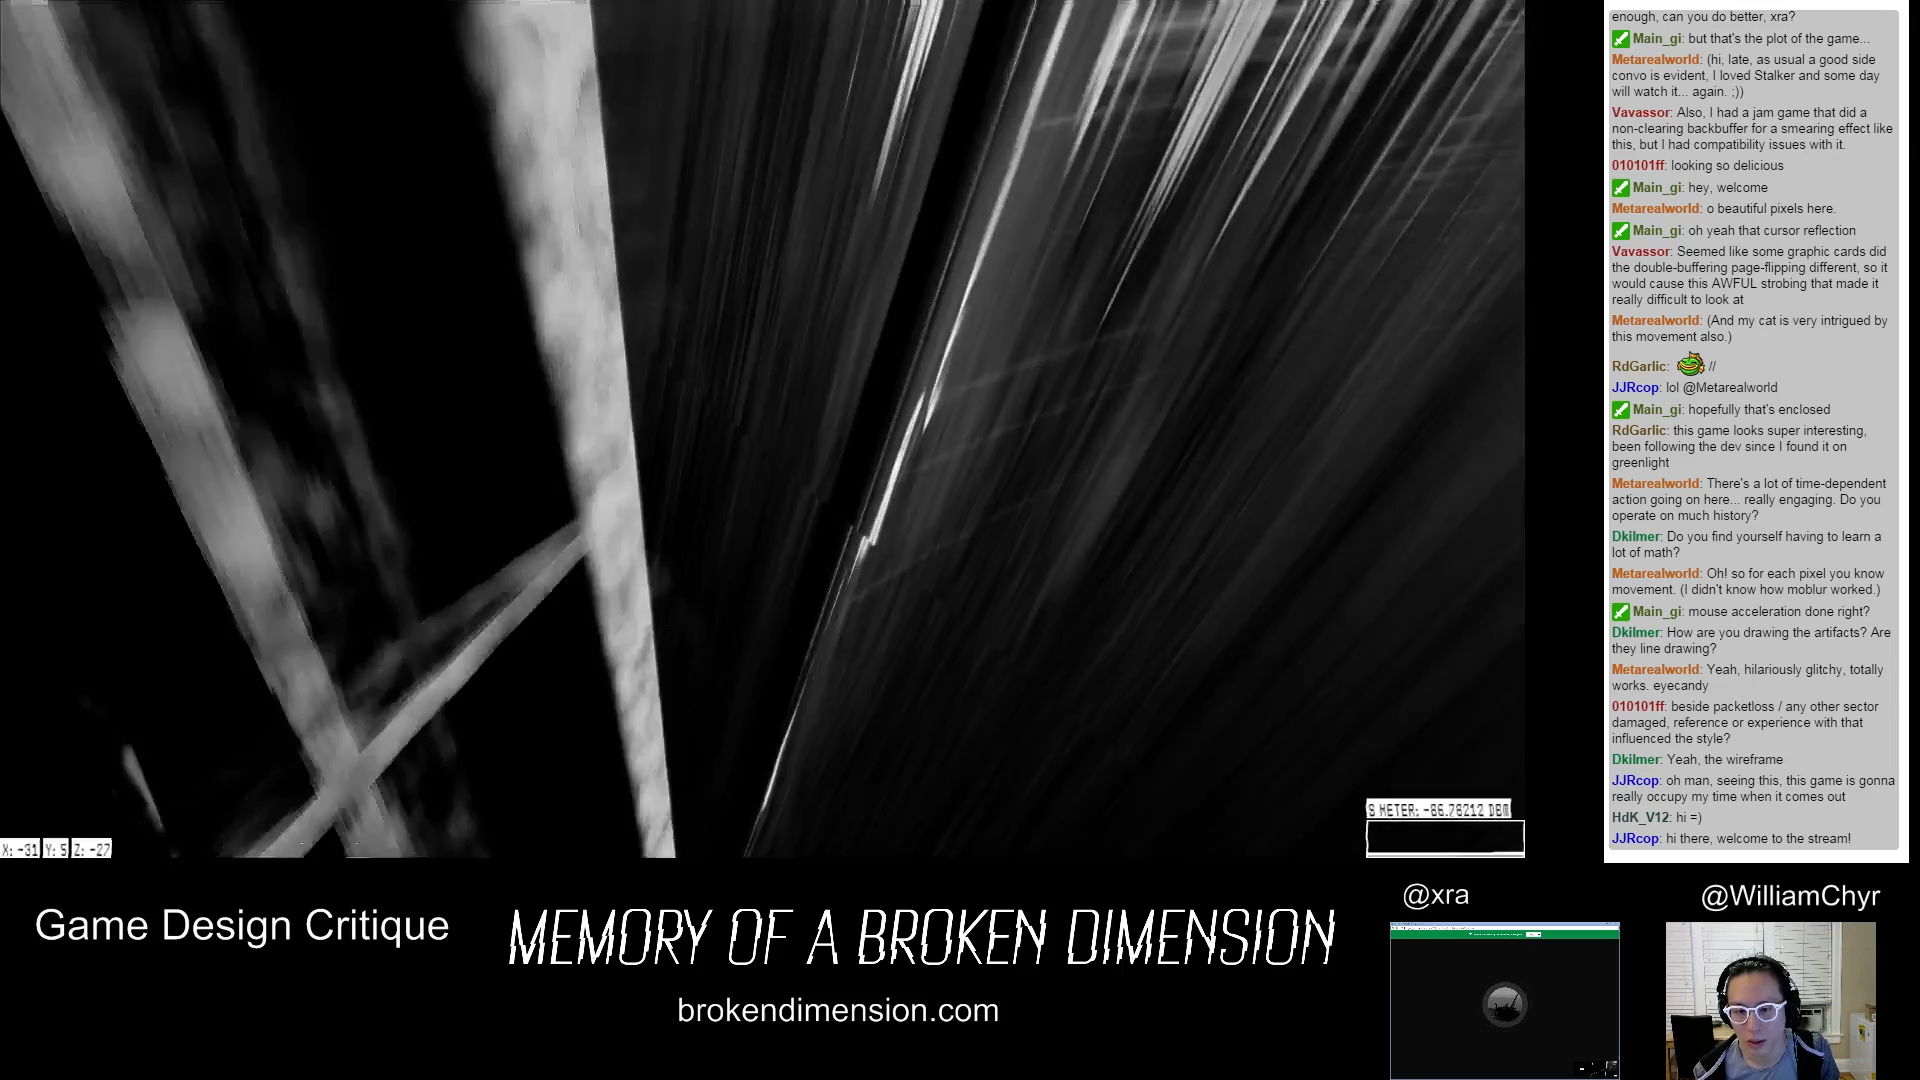 enough, can you do better, xra?
Main_gi: but that's the plot of the game...
Metarealworld: (hi, late, as usual a good side
convo is evident, I loved Stalker and some day
will watch it... again. ;))
Vavassor: Also, I had a jam game that did a
non-clearing backbuffer for a smearing effect like
this, but I had compatibility issues with it.
010101ff: looking so delicious
Main_gi: hey, welcome
Metarealworld: o beautiful pixels here.
Main_gi: oh yeah that cursor reflection
Vavassor: Seemed like some graphic cards did
the double-buffering page-flipping different, so it
would cause this AWFUL strobing that made it
really difficult to look at
Metarealworld: (And my cat is very intrigued by
this movement also.)
RdGarlic: //
JJRcop: lol @Metarealworld
Main_gi: hopefully that's enclosed
RdGarlic: this game looks super interesting,
been following the dev since I found it on
greenlight
Metarealworld: There's a lot of time-dependent
action going on here... really engaging. Do you
operate on much history?
Dkilmer: Do you find yourself having to learn a
lot of math?
Metarealworld: Oh! so for each pixel you know
movement. (I didn't know how moblur worked.)
Main_gi: mouse acceleration done right?
Dkilmer: How are you drawing the artifacts? Are
they line drawing?
Metarealworld: Yeah, hilariously glitchy, totally
works. eyecandy
010101ff: beside packetloss / any other sector
damaged, reference or experience with that
influenced the style?
Dkilmer: Yeah, the wireframe
JJRcop: oh man, seeing this, this game is gonna
really occupy my time when it comes out
HdK_V12: hi =)
JJRcop: hi there, welcome to the stream!
S METER: -86.78212 DBM
X: -31 Y: 5 Z: -27
Game Design Critique
MEMORY OF A BROKEN DIMENSION
brokendimension.com
@xra
@WilliamChyr